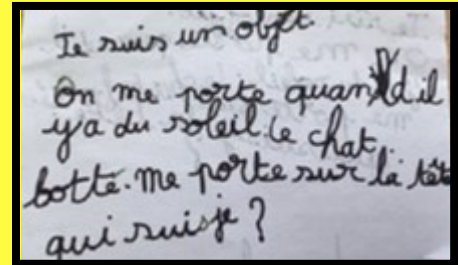 Je suis un objet.
On me porte quand il
y a du soleil le chat
botté. me porte sur la tête
qui suis je ?